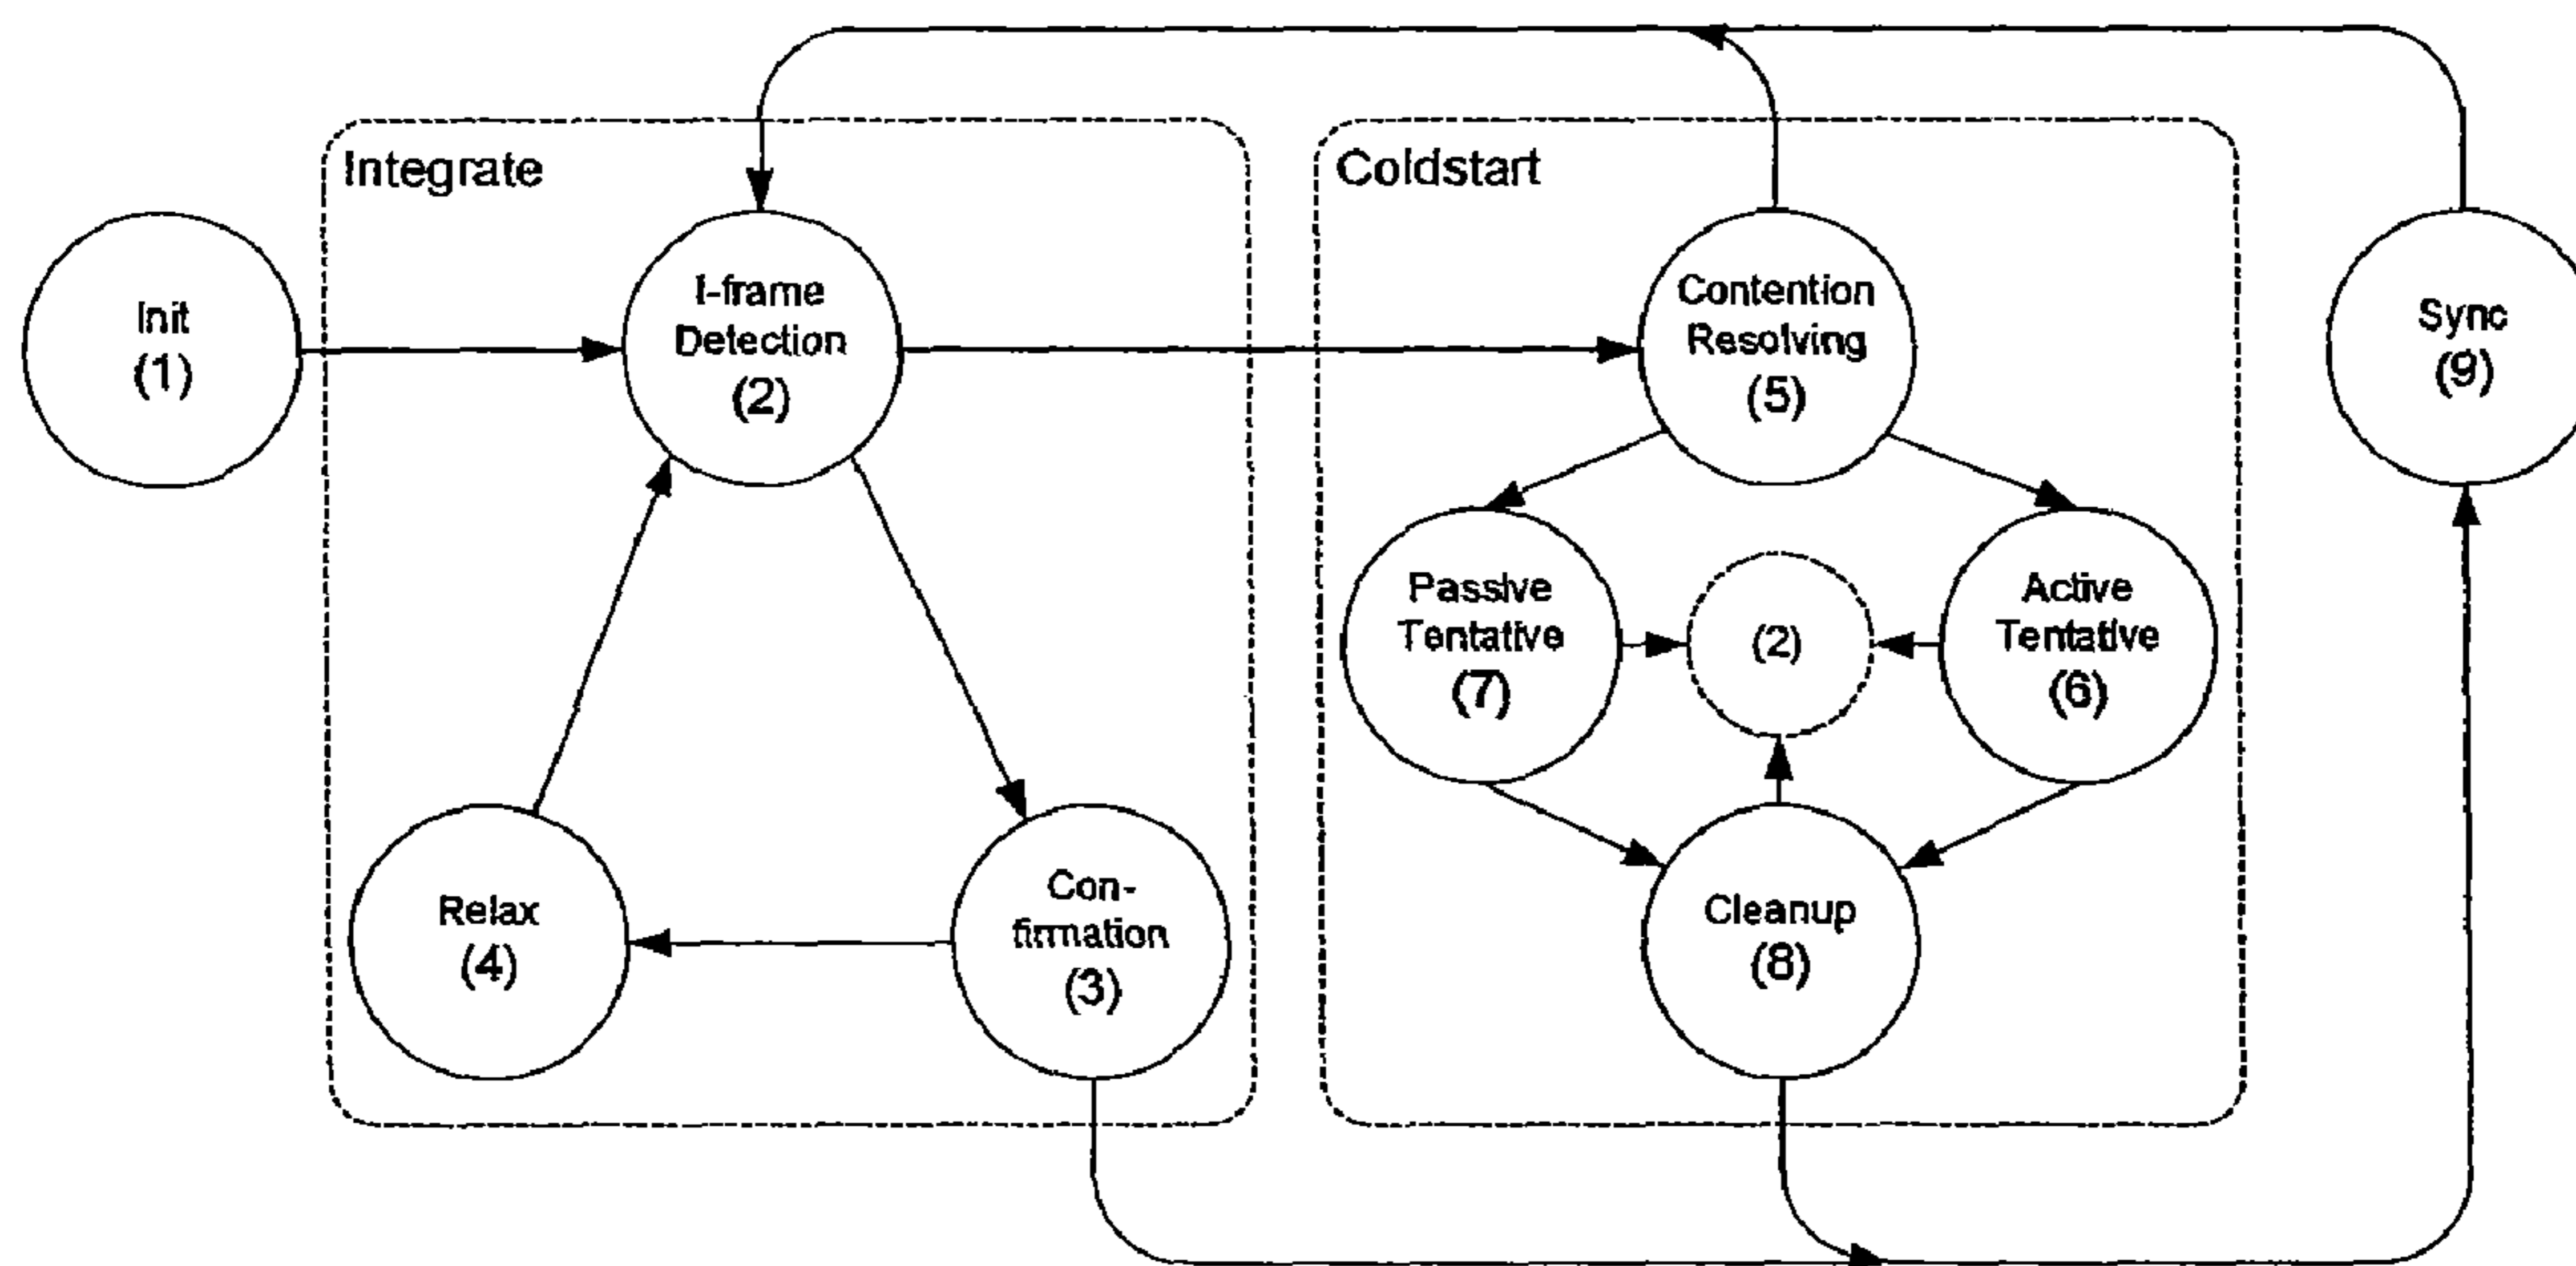 Integrate
Coldstart
Init
(1)
I-frame
Detection
(2)
Contention
Resolving
(5)
Sync
(9)
Passive
Tentative
(7)
(2)
Active
Tentative
(6)
Relax
(4)
Con-
firmation
(3)
Cleanup
(8)